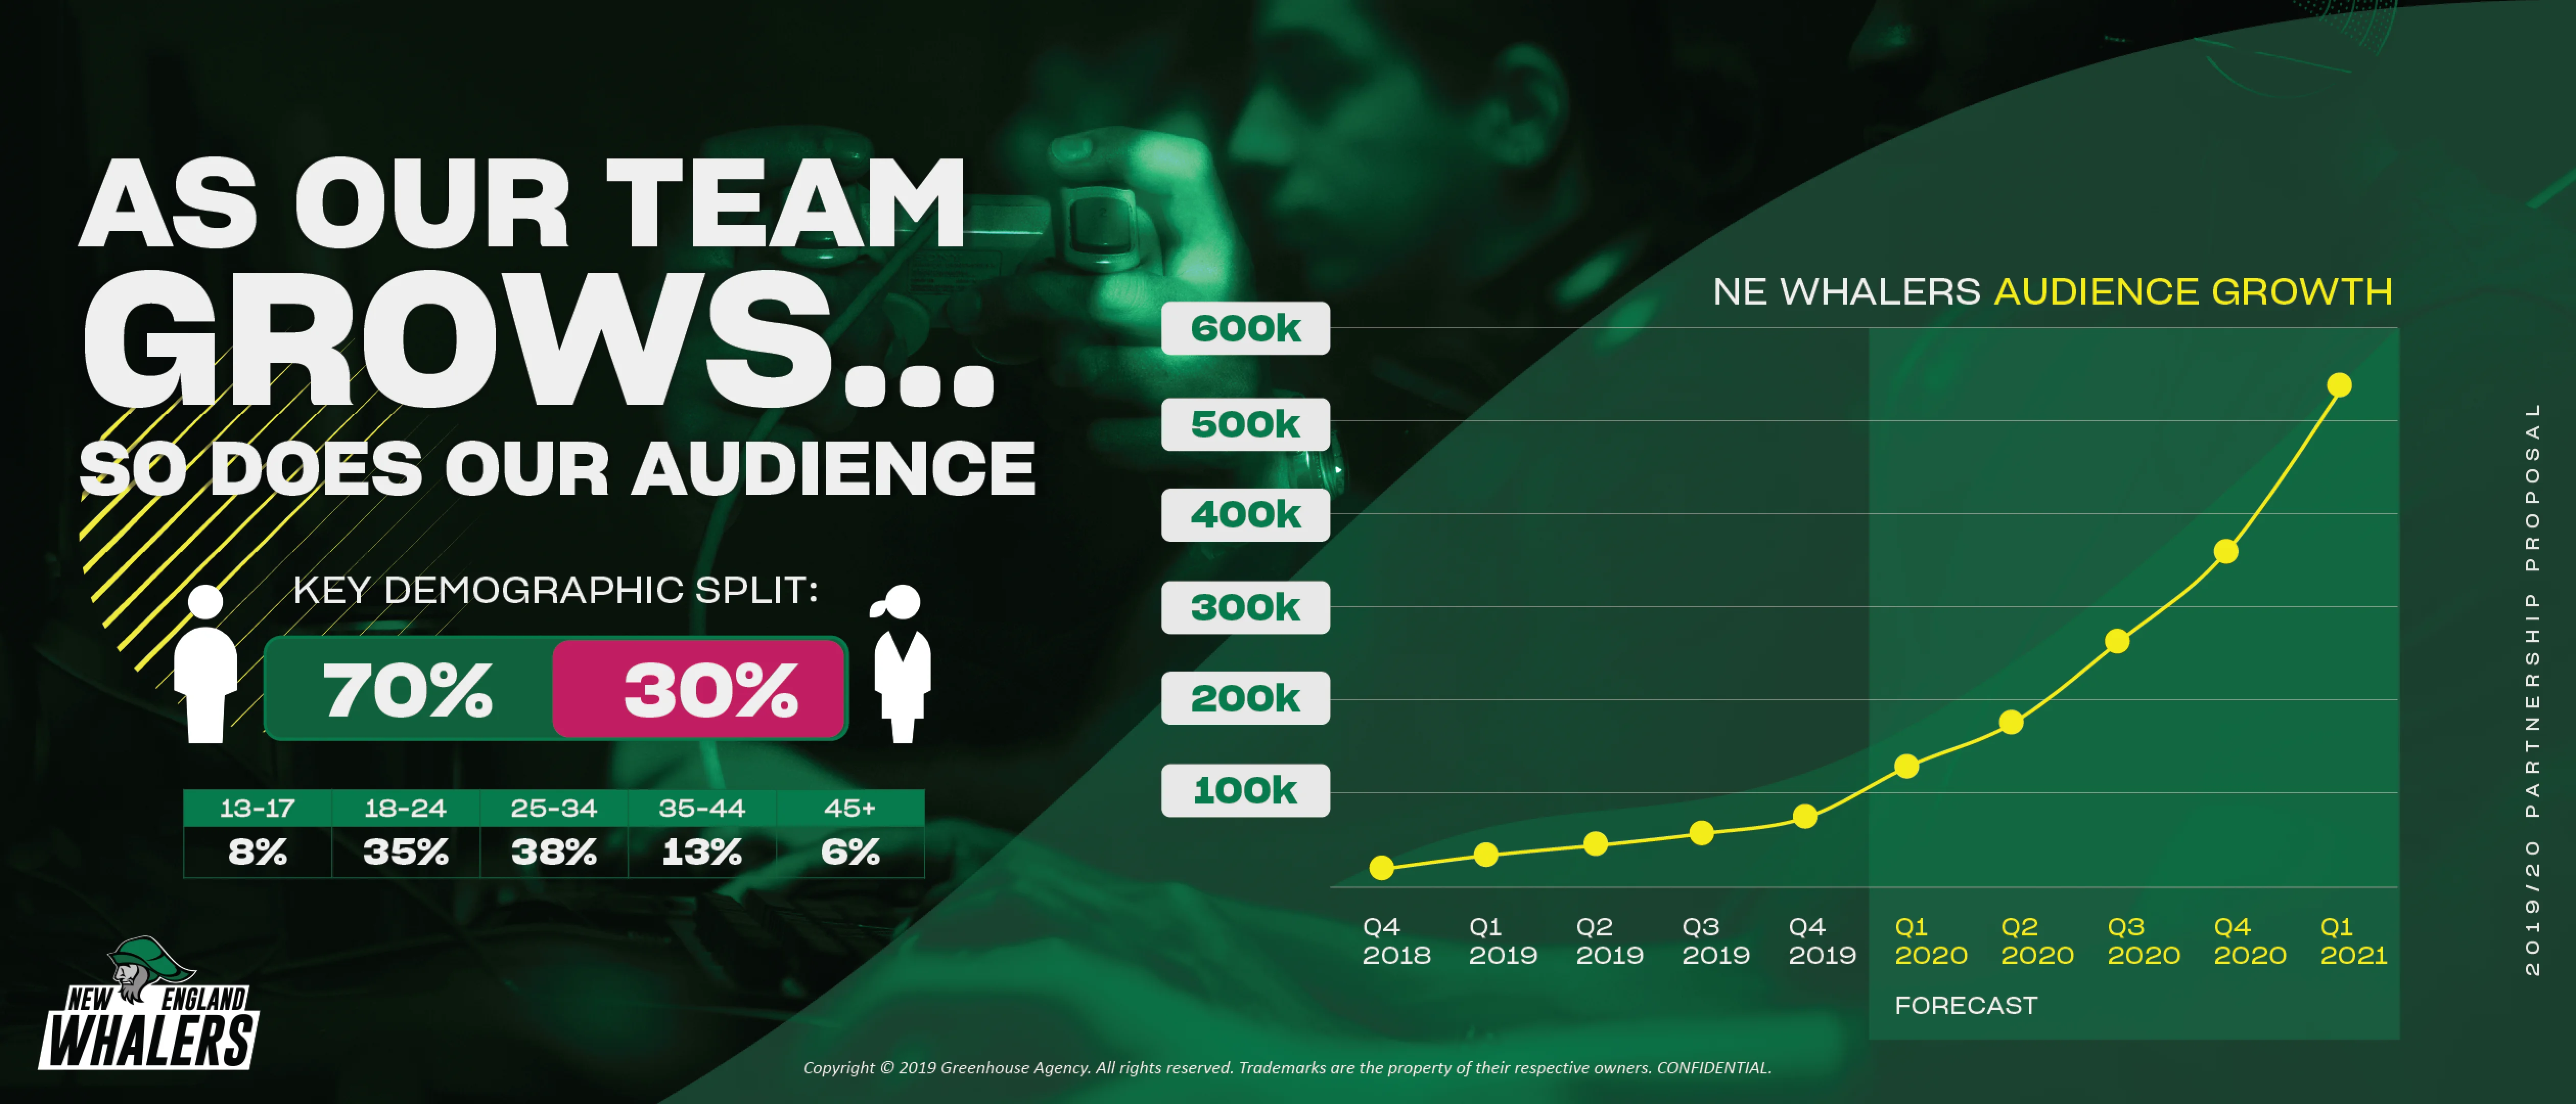 AS OUR TEAM
GROWS...
SO DOES OUR AUDIENCE
KEY DEMOGRAPHIC SPLIT:
70% 30%
13-17 18-24 25-34 35-44 45+
8% 35% 38% 13% 6%
NEW ENGLAND
WHALERS
NE WHALERS AUDIENCE GROWTH
600k
500k
400k
300k
200k
100k
Q4 Q1 Q2 Q3 Q4 Q1 Q2 Q3 Q4 Q1
2018 2019 2019 2019 2019 2020 2020 2020 2020 2021
FORECAST
2019/20 PARTNERSHIP PROPOSAL
Copyright © 2019 Greenhouse Agency. All rights reserved. Trademarks are the property of their respective owners. CONFIDENTIAL.